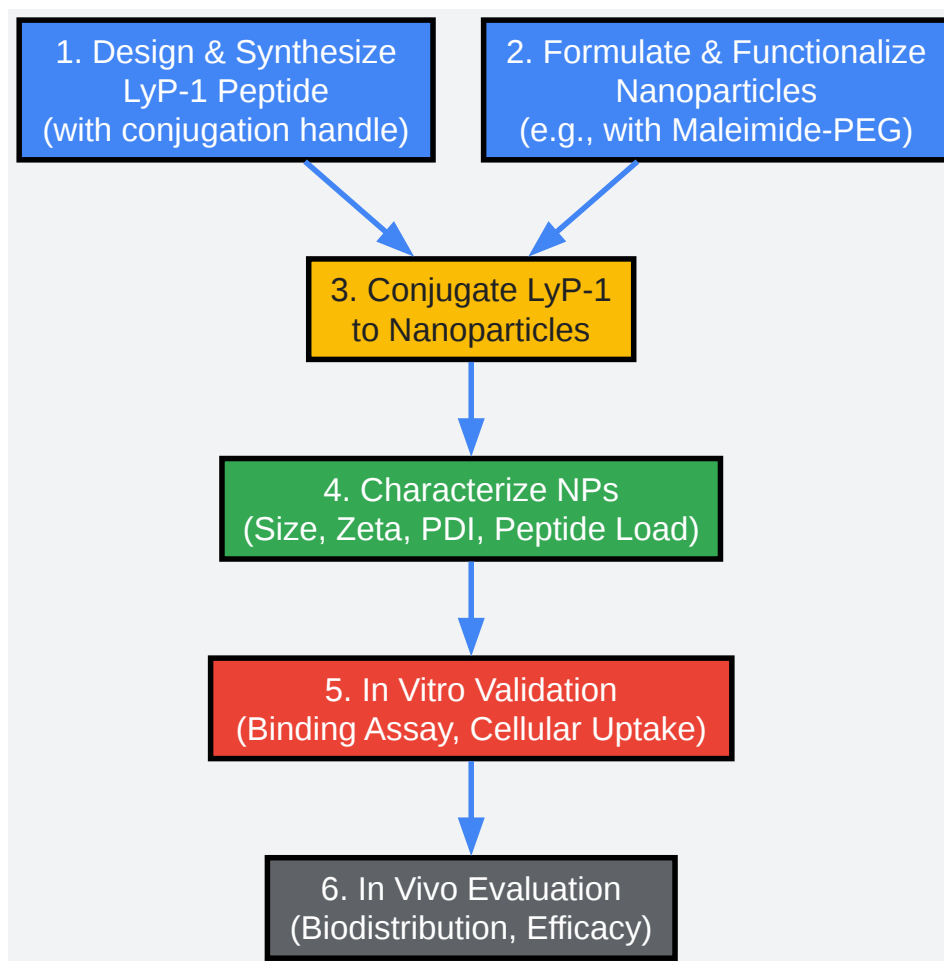 1. Design & Synthesize
LyP-1 Peptide
(with conjugation handle)
2. Formulate & Functionalize
Nanoparticles
(e.g., with Maleimide-PEG)
3. Conjugate LyP-1
to Nanoparticles
4. Characterize NPs
(Size, Zeta, PDI, Peptide Load)
5. In Vitro Validation
(Binding Assay, Cellular Uptake)
6. In Vivo Evaluation
(Biodistribution, Efficacy)